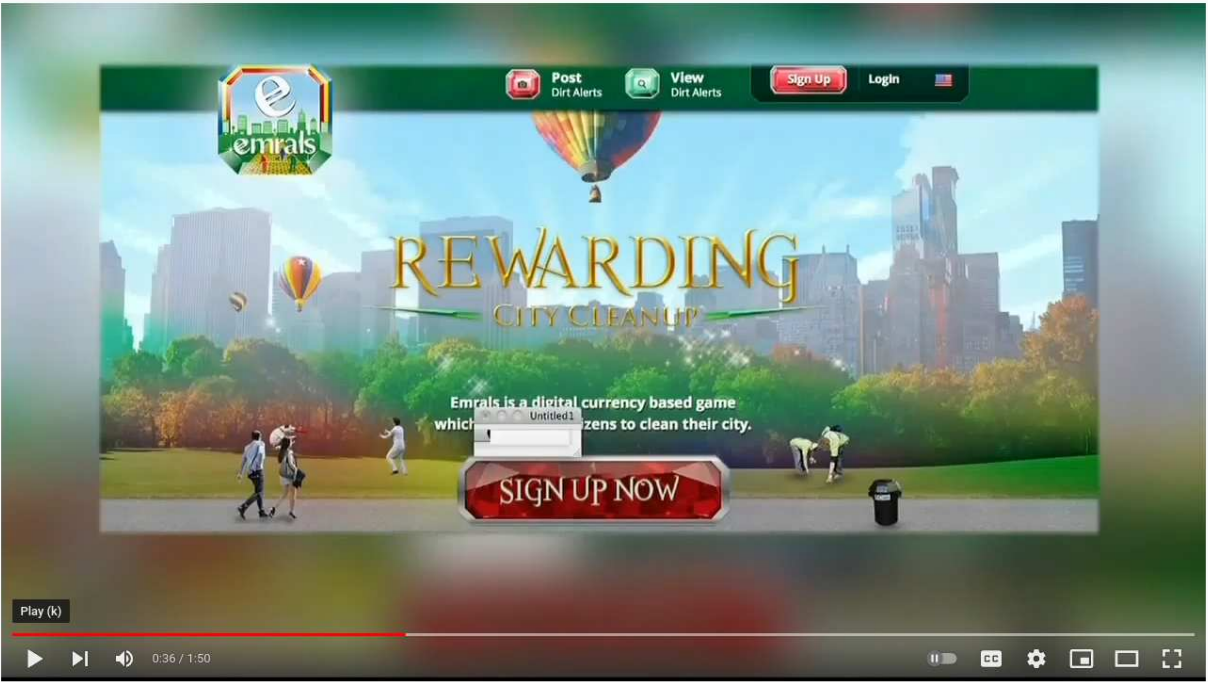 Post
Dirt Alerts
View
Dirt Alerts
Sign Up
Login
e
emrals
REWARDING
CITY CLEANUP
Emrals is a digital currency based game
Untitled1
which zens to clean their city.
SIGN UP NOW
Play (k)
0:36 / 1:50
CC